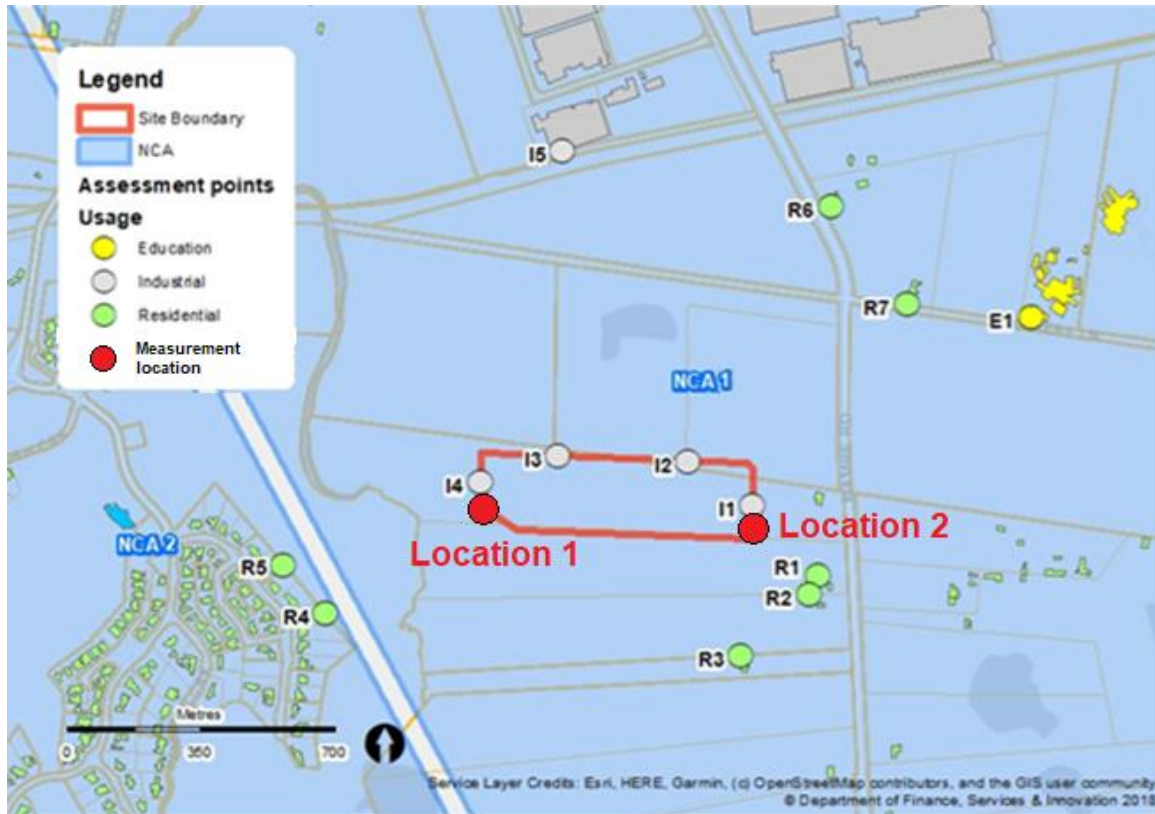 Legend
Site Boundary
NCA
Assessment points
Usage
Education
Industrial
Residential
Measurement
location
I5
R6
R7
E1
NCA 1
I3
I2
I4
I1
Location 1
Location 2
NCA 2
R5
R4
R1
R2
R3
Metres
0
350
700
Service Layer Credits: Esri, HERE, Garmin, (c) OpenStreetMap contributors, and the GIS user community
© Department of Finance, Services & Innovation 2018